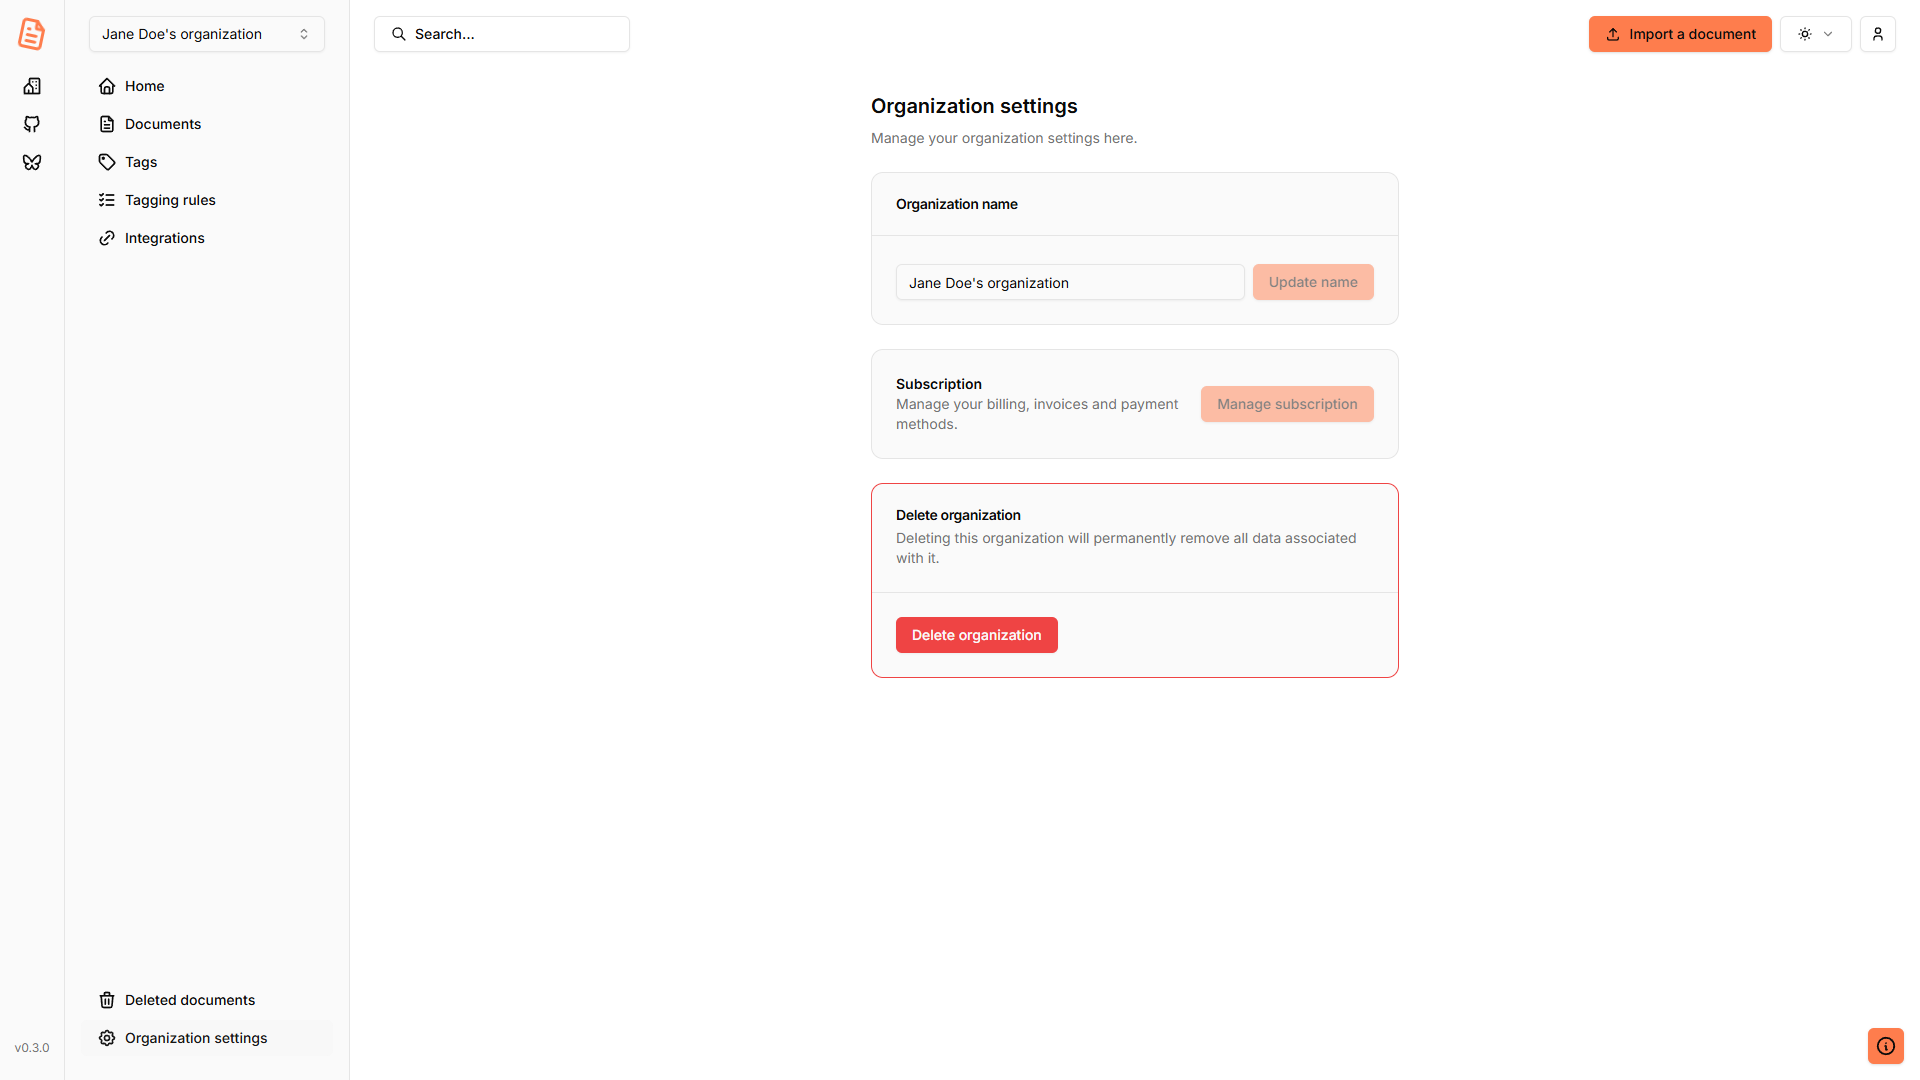 Jane Doe's organization
Search...
Import a document
Home
Documents
Tags
Tagging rules
Integrations
Organization settings
Manage your organization settings here.
Organization name
Jane Doe's organization
Update name
Subscription
Manage your billing, invoices and payment
methods.
Manage subscription
Delete organization
Deleting this organization will permanently remove all data associated
with it.
Delete organization
Deleted documents
Organization settings
v0.3.0